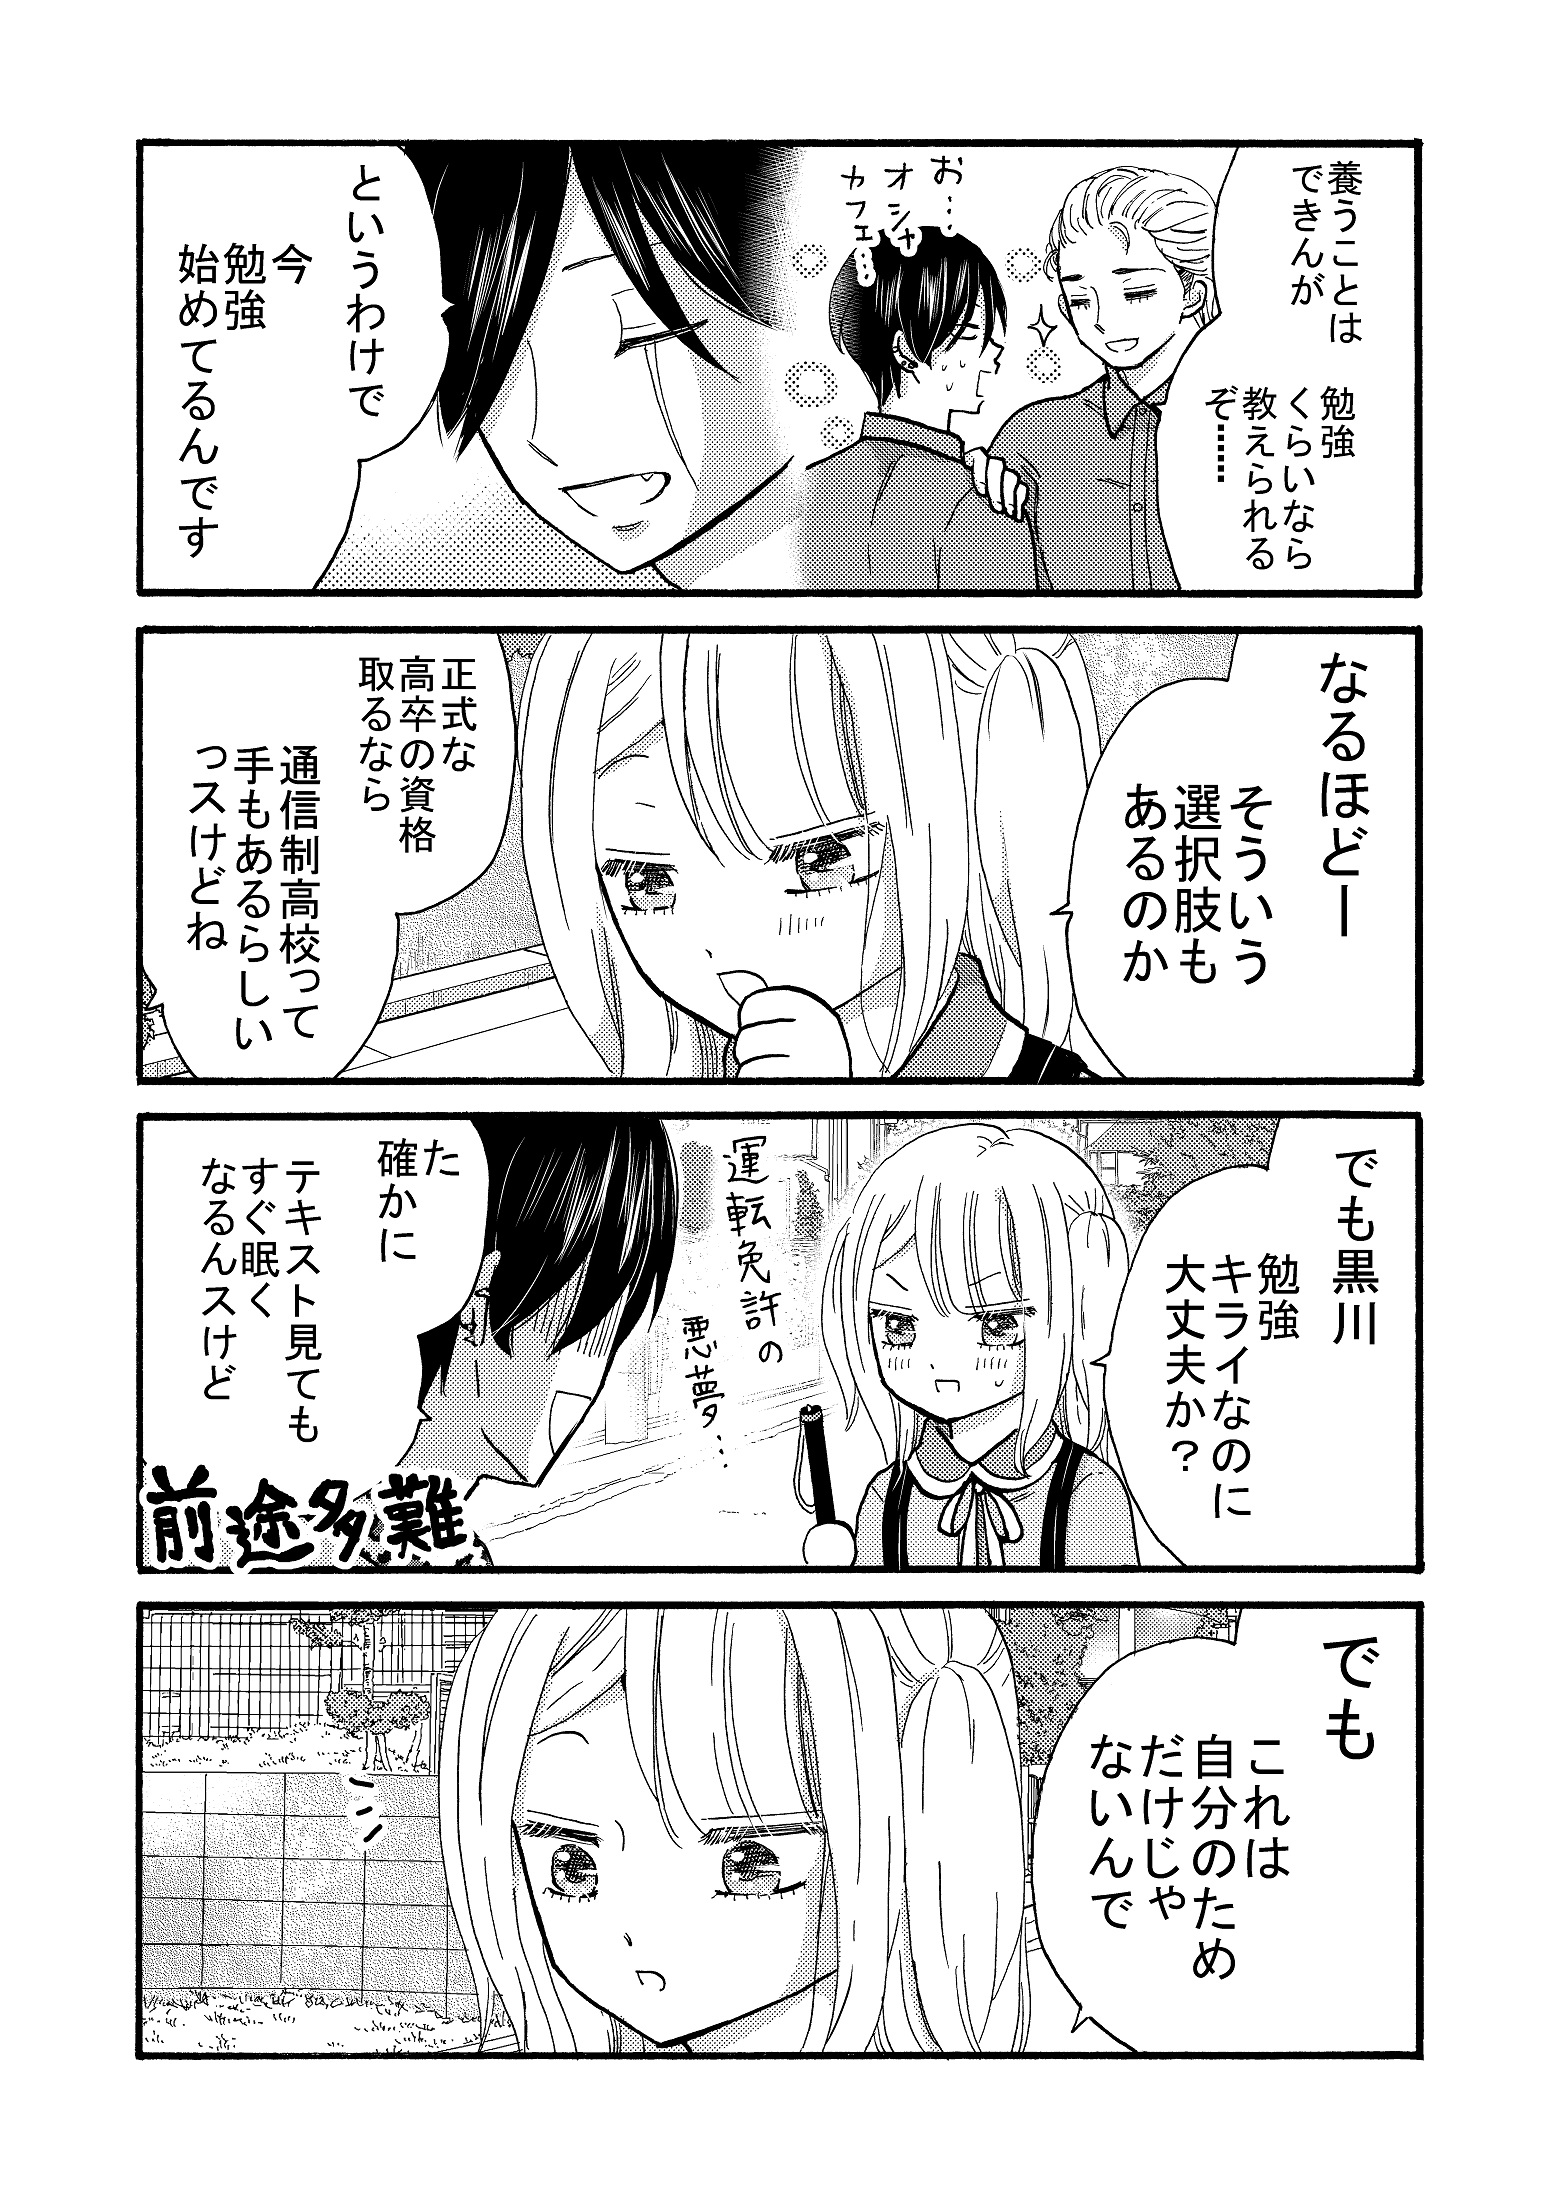 養うことは
できんが
勉強
くらいなら
教えられる
ぞ……
お…
オシャ
カフェ…
というわけで
今
勉強
始めてるんです
なるほどー
そういう
選択肢も
あるのか
正式な
高卒の資格
取るなら
通信制高校って
手もあるらしい
っスけどね
でも黒川
勉強
キライなのに
大丈夫か？
運転免許の
悪夢…
た
確かに
テキスト見ても
すぐ眠く
なるんスけど
前途多難
でも
これは
自分のため
だけじゃ
ないんで